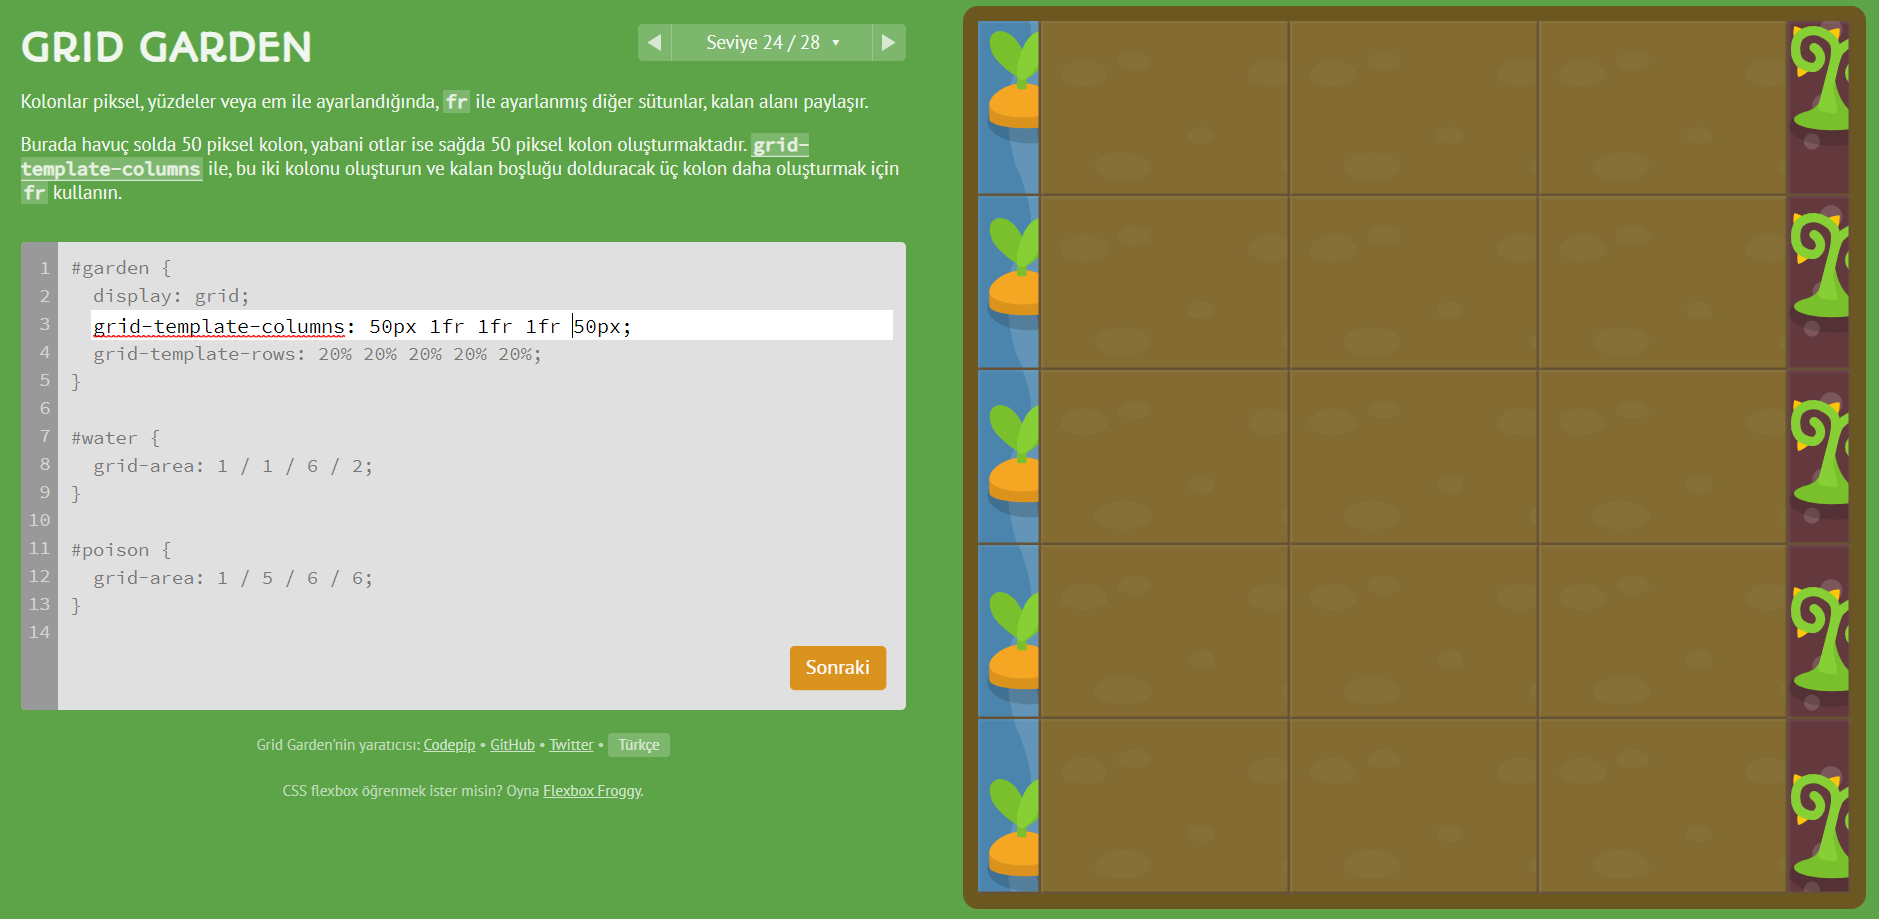 GRID GARDEN
Seviye 24 / 28
Kolonlar piksel, yüzdeler veya em ile ayarlandığında, fr ile ayarlanmış diğer sütunlar, kalan alanı paylaşır.
Burada havuç solda 50 piksel kolon, yabani otlar ise sağda 50 piksel kolon oluşturmaktadır. grid-
template-columns ile, bu iki kolonu oluşturun ve kalan boşluğu dolduracak üç kolon daha oluşturmak için
fr kullanın.
1 #garden {
2 display: grid;
3 grid-template-columns: 50px 1fr 1fr 1fr 50px;
4 grid-template-rows: 20% 20% 20% 20% 20%;
5 }
6
7 #water {
8 grid-area: 1 / 1 / 6 / 2;
9 }
10
11 #poison {
12 grid-area: 1 / 5 / 6 / 6;
13 }
14
Sonraki
Grid Garden'nin yaratıcısı: Codepip • GitHub • Twitter • Türkçe
CSS flexbox öğrenmek ister misin? Oyna Flexbox Froggy.